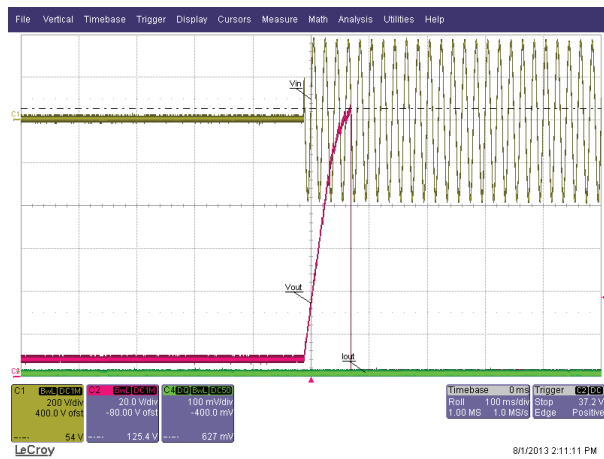 File Vertical Timebase Trigger Display Cursors Measure Math Analysis Utilities Help
Vin
C1
Vout
Iout
C1 BwL DC1M
200 V/div
400.0 V ofst
54 V
C2 BwL DC1M
20.0 V/div
-80.00 V ofst
125.4 V
C4 BwL DC50
100 mV/div
-400.0 mV
627 mV
Timebase 0 ms
Roll 100 ms/div
1.00 MS 1.0 MS/s
Trigger C2 DC
Stop 37.2 V
Edge Positive
LeCroy
8/1/2013 2:11:11 PM